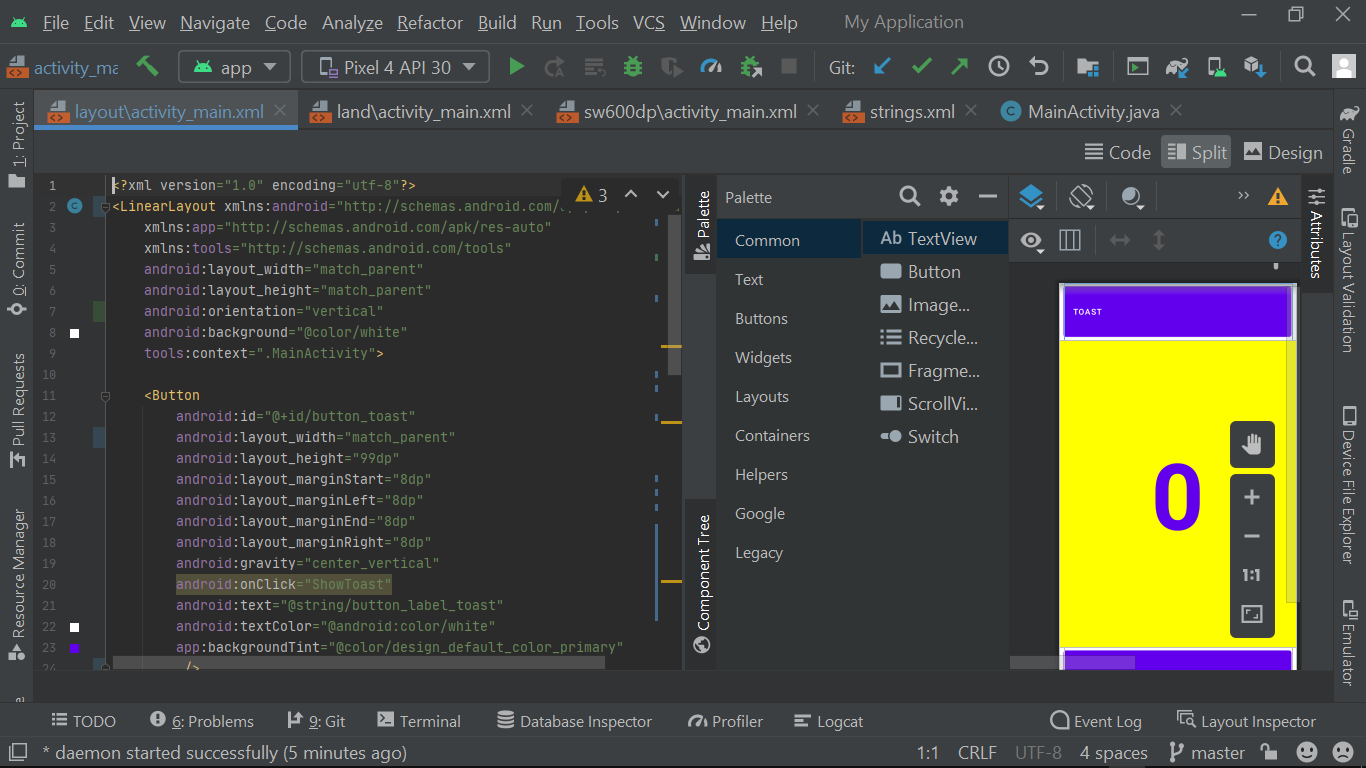 File Edit View Navigate Code Analyze Refactor Build Run Tools VCS Window Help My Application
activity_ma app Pixel 4 API 30 Git:
layout\activity_main.xml land\activity_main.xml sw600dp\activity_main.xml strings.xml MainActivity.java
Code Split Design
1: Project
0: Commit
Pull Requests
Resource Manager
1 <?xml version="1.0" encoding="utf-8"?>
3
2 <LinearLayout xmlns:android="http://schemas.android.com/
3 xmlns:app="http://schemas.android.com/apk/res-auto"
4 xmlns:tools="http://schemas.android.com/tools"
5 android:layout_width="match_parent"
6 android:layout_height="match_parent"
7 android:orientation="vertical"
8 android:background="@color/white"
9 tools:context=".MainActivity">
10
11 <Button
12 android:id="@+id/button_toast"
13 android:layout_width="match_parent"
14 android:layout_height="99dp"
15 android:layout_marginStart="8dp"
16 android:layout_marginLeft="8dp"
17 android:layout_marginEnd="8dp"
18 android:layout_marginRight="8dp"
19 android:gravity="center_vertical"
20 android:onClick="ShowToast"
21 android:text="@string/button_label_toast"
22 android:textColor="@android:color/white"
23 app:backgroundTint="@color/design_default_color_primary"
24 />
Palette
Component Tree
Palette
Common
Text
Buttons
Widgets
Layouts
Containers
Helpers
Google
Legacy
Ab TextView
Button
Image...
Recycle...
Fragme...
ScrollVi...
Switch
»
?
TOAST
0
1:1
Attributes
Gradle
Layout Validation
Device File Explorer
Emulator
TODO 6: Problems 9: Git Terminal Database Inspector Profiler Logcat Event Log Layout Inspector
* daemon started successfully (5 minutes ago) 1:1 CRLF UTF-8 4 spaces master